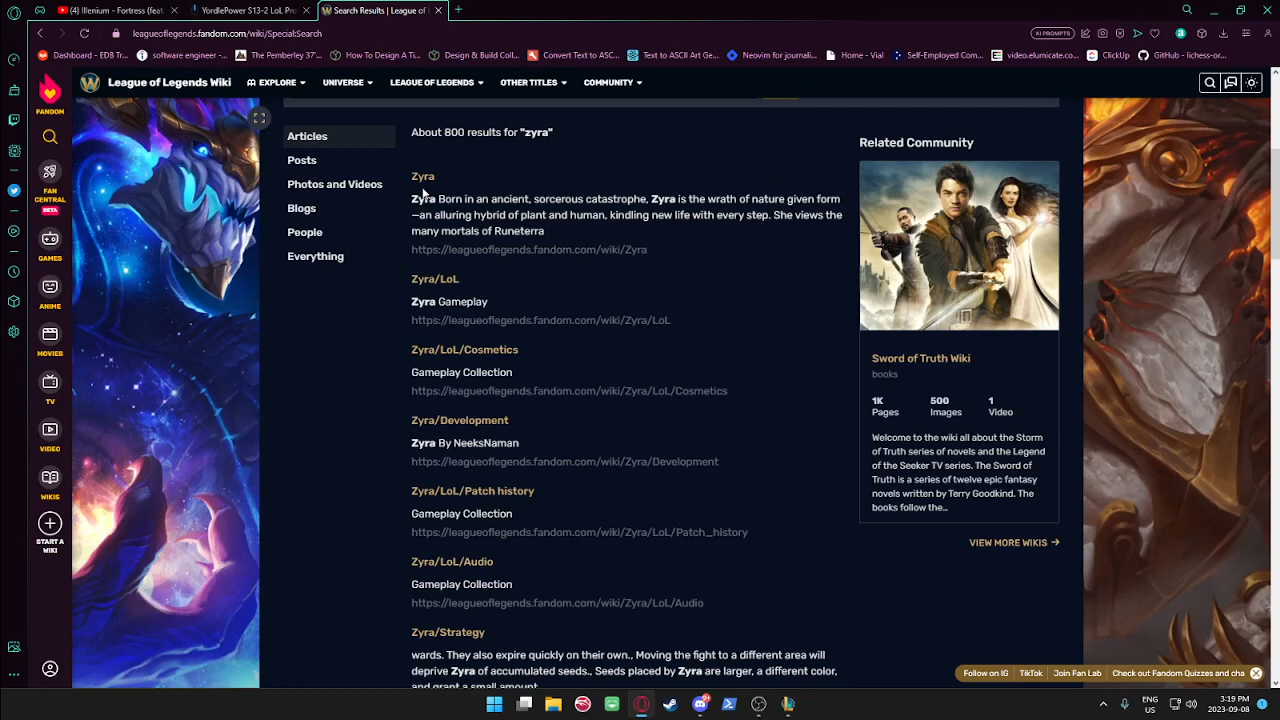 (4) Illenium - Fortress (feat.
YordlePower S13-2 LoL Pro
Search Results | League of
leagueoflegends.fandom.com/wiki/SpecialSearch
AI PROMPTS
Dashboard - EDB Tr...
software engineer -...
The Pemberley 37...
How To Design A Ti...
Design & Build Coll...
Convert Text to ASC...
Text to ASCII Art Ge...
Neovim for journali...
Home - Vial
Self-Employed Com...
video.elumicate.co...
ClickUp
GitHub - lichess-or...
FANDOM
League of Legends Wiki
EXPLORE
UNIVERSE
LEAGUE OF LEGENDS
OTHER TITLES
COMMUNITY
FAN
CENTRAL
BETA
GAMES
ANIME
MOVIES
TV
VIDEO
WIKIS
START A
WIKI
Articles
Posts
Photos and Videos
Blogs
People
Everything
About 800 results for "zyra"
Zyra
Zyra Born in an ancient, sorcerous catastrophe, Zyra is the wrath of nature given form
—an alluring hybrid of plant and human, kindling new life with every step. She views the
many mortals of Runeterra
https://leagueoflegends.fandom.com/wiki/Zyra
Zyra/LoL
Zyra Gameplay
https://leagueoflegends.fandom.com/wiki/Zyra/LoL
Zyra/LoL/Cosmetics
Gameplay Collection
https://leagueoflegends.fandom.com/wiki/Zyra/LoL/Cosmetics
Zyra/Development
Zyra By NeeksNaman
https://leagueoflegends.fandom.com/wiki/Zyra/Development
Zyra/LoL/Patch history
Gameplay Collection
https://leagueoflegends.fandom.com/wiki/Zyra/LoL/Patch_history
Zyra/LoL/Audio
Gameplay Collection
https://leagueoflegends.fandom.com/wiki/Zyra/LoL/Audio
Zyra/Strategy
wards. They also expire quickly on their own., Moving the fight to a different area will
deprive Zyra of accumulated seeds., Seeds placed by Zyra are larger, a different color,
and grant a small amount
Related Community
Sword of Truth Wiki
books
1K
Pages
500
Images
1
Video
Welcome to the wiki all about the Storm
of Truth series of novels and the Legend
of the Seeker TV series. The Sword of
Truth is a series of twelve epic fantasy
novels written by Terry Goodkind. The
books follow the...
VIEW MORE WIKIS
Follow on IG
TikTok
Join Fan Lab
Check out Fandom Quizzes and cha
ENG
US
3:19 PM
2023-09-08